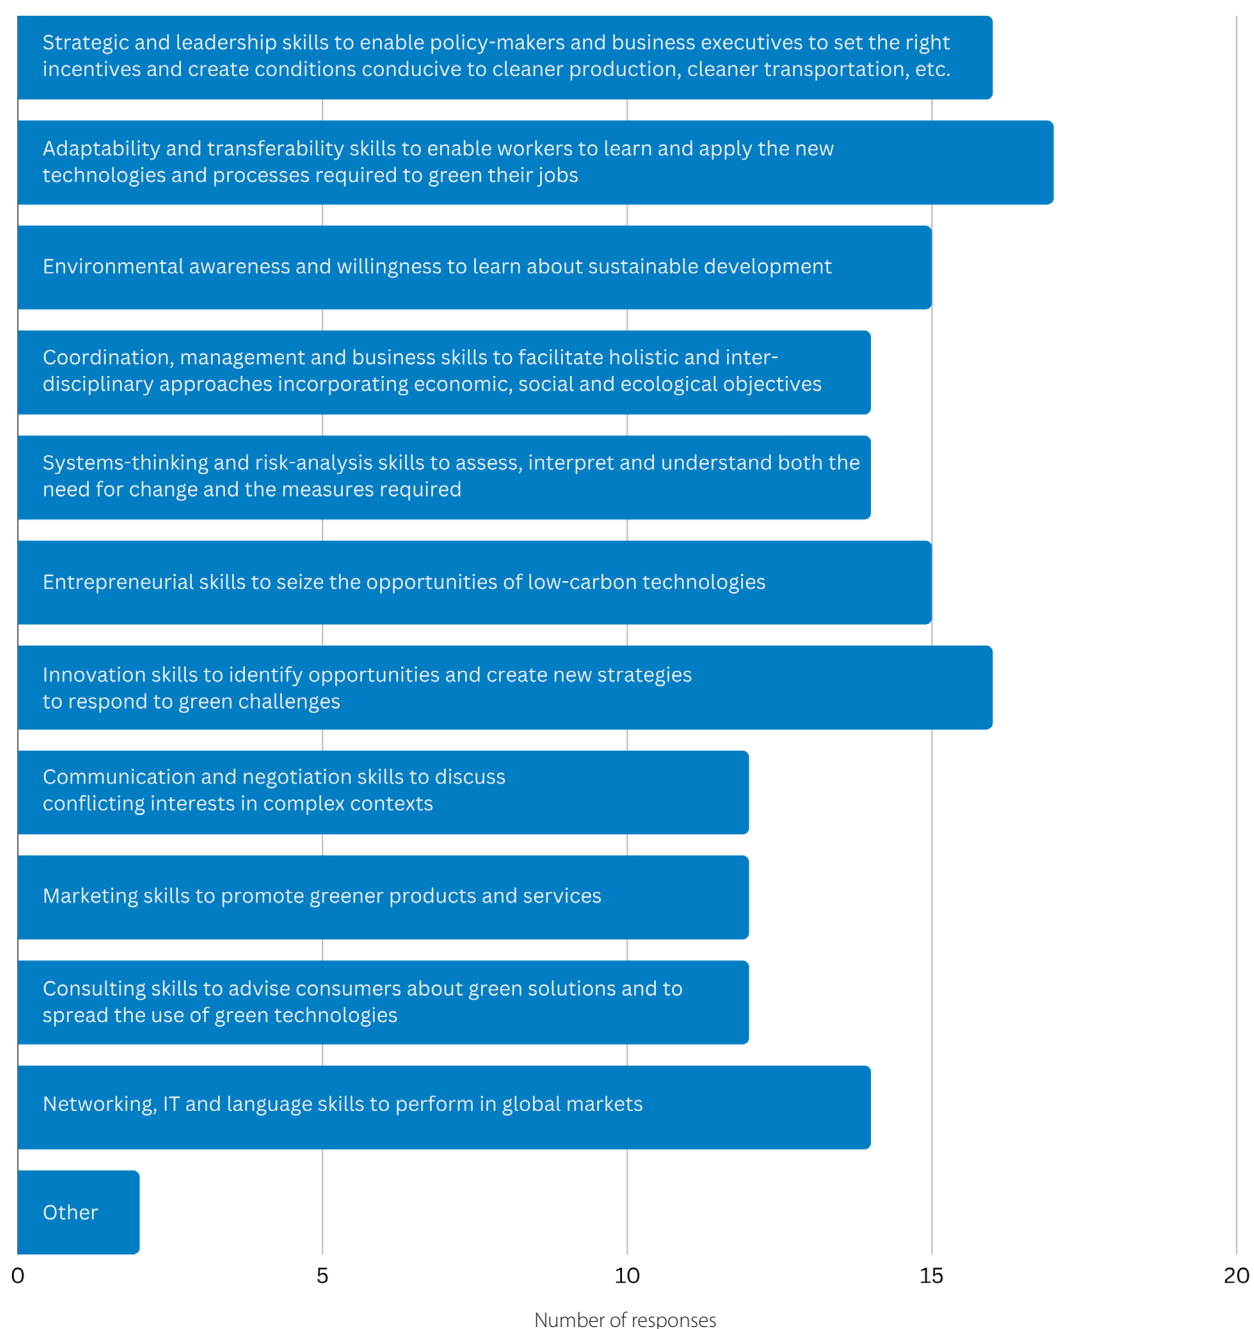 Strategic and leadership skills to enable policy-makers and business executives to set the right
incentives and create conditions conducive to cleaner production, cleaner transportation, etc.
Adaptability and transferability skills to enable workers to learn and apply the new
technologies and processes required to green their jobs
Environmental awareness and willingness to learn about sustainable development
Coordination, management and business skills to facilitate holistic and inter-
disciplinary approaches incorporating economic, social and ecological objectives
Systems-thinking and risk-analysis skills to assess, interpret and understand both the
need for change and the measures required
Entrepreneurial skills to seize the opportunities of low-carbon technologies
Innovation skills to identify opportunities and create new strategies
to respond to green challenges
Communication and negotiation skills to discuss
conflicting interests in complex contexts
Marketing skills to promote greener products and services
Consulting skills to advise consumers about green solutions and to
spread the use of green technologies
Networking, IT and language skills to perform in global markets
Other
0 5 10 15 20
Number of responses